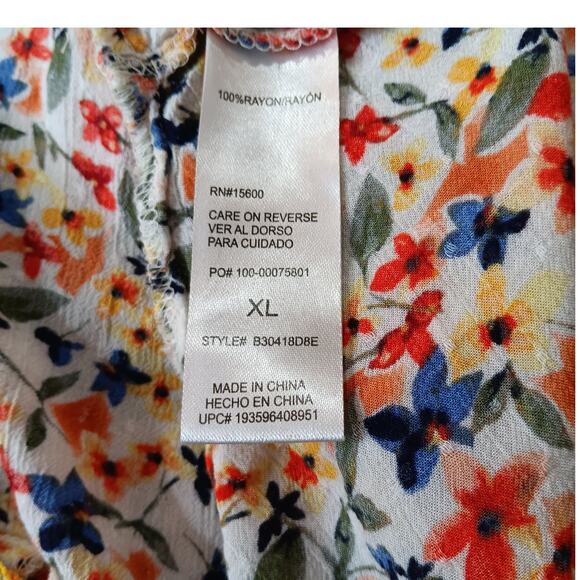 100%RAYON/RAYÓN
RN#15600
CARE ON REVERSE
VER AL DORSO
PARA CUIDADO
PO# 100-00075801
XL
STYLE# B30418D8E
MADE IN CHINA
HECHO EN CHINA
UPC# 193596408951